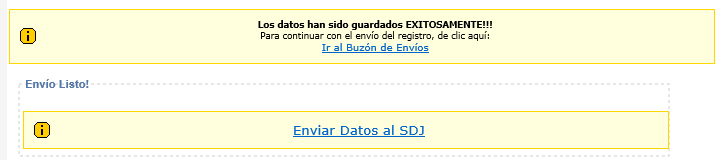 Los datos han sido guardados EXITOSAMENTE!!!
Para continuar con el envío del registro, de clic aquí:
Ir al Buzón de Envíos
Envío Listo!
Enviar Datos al SDJ